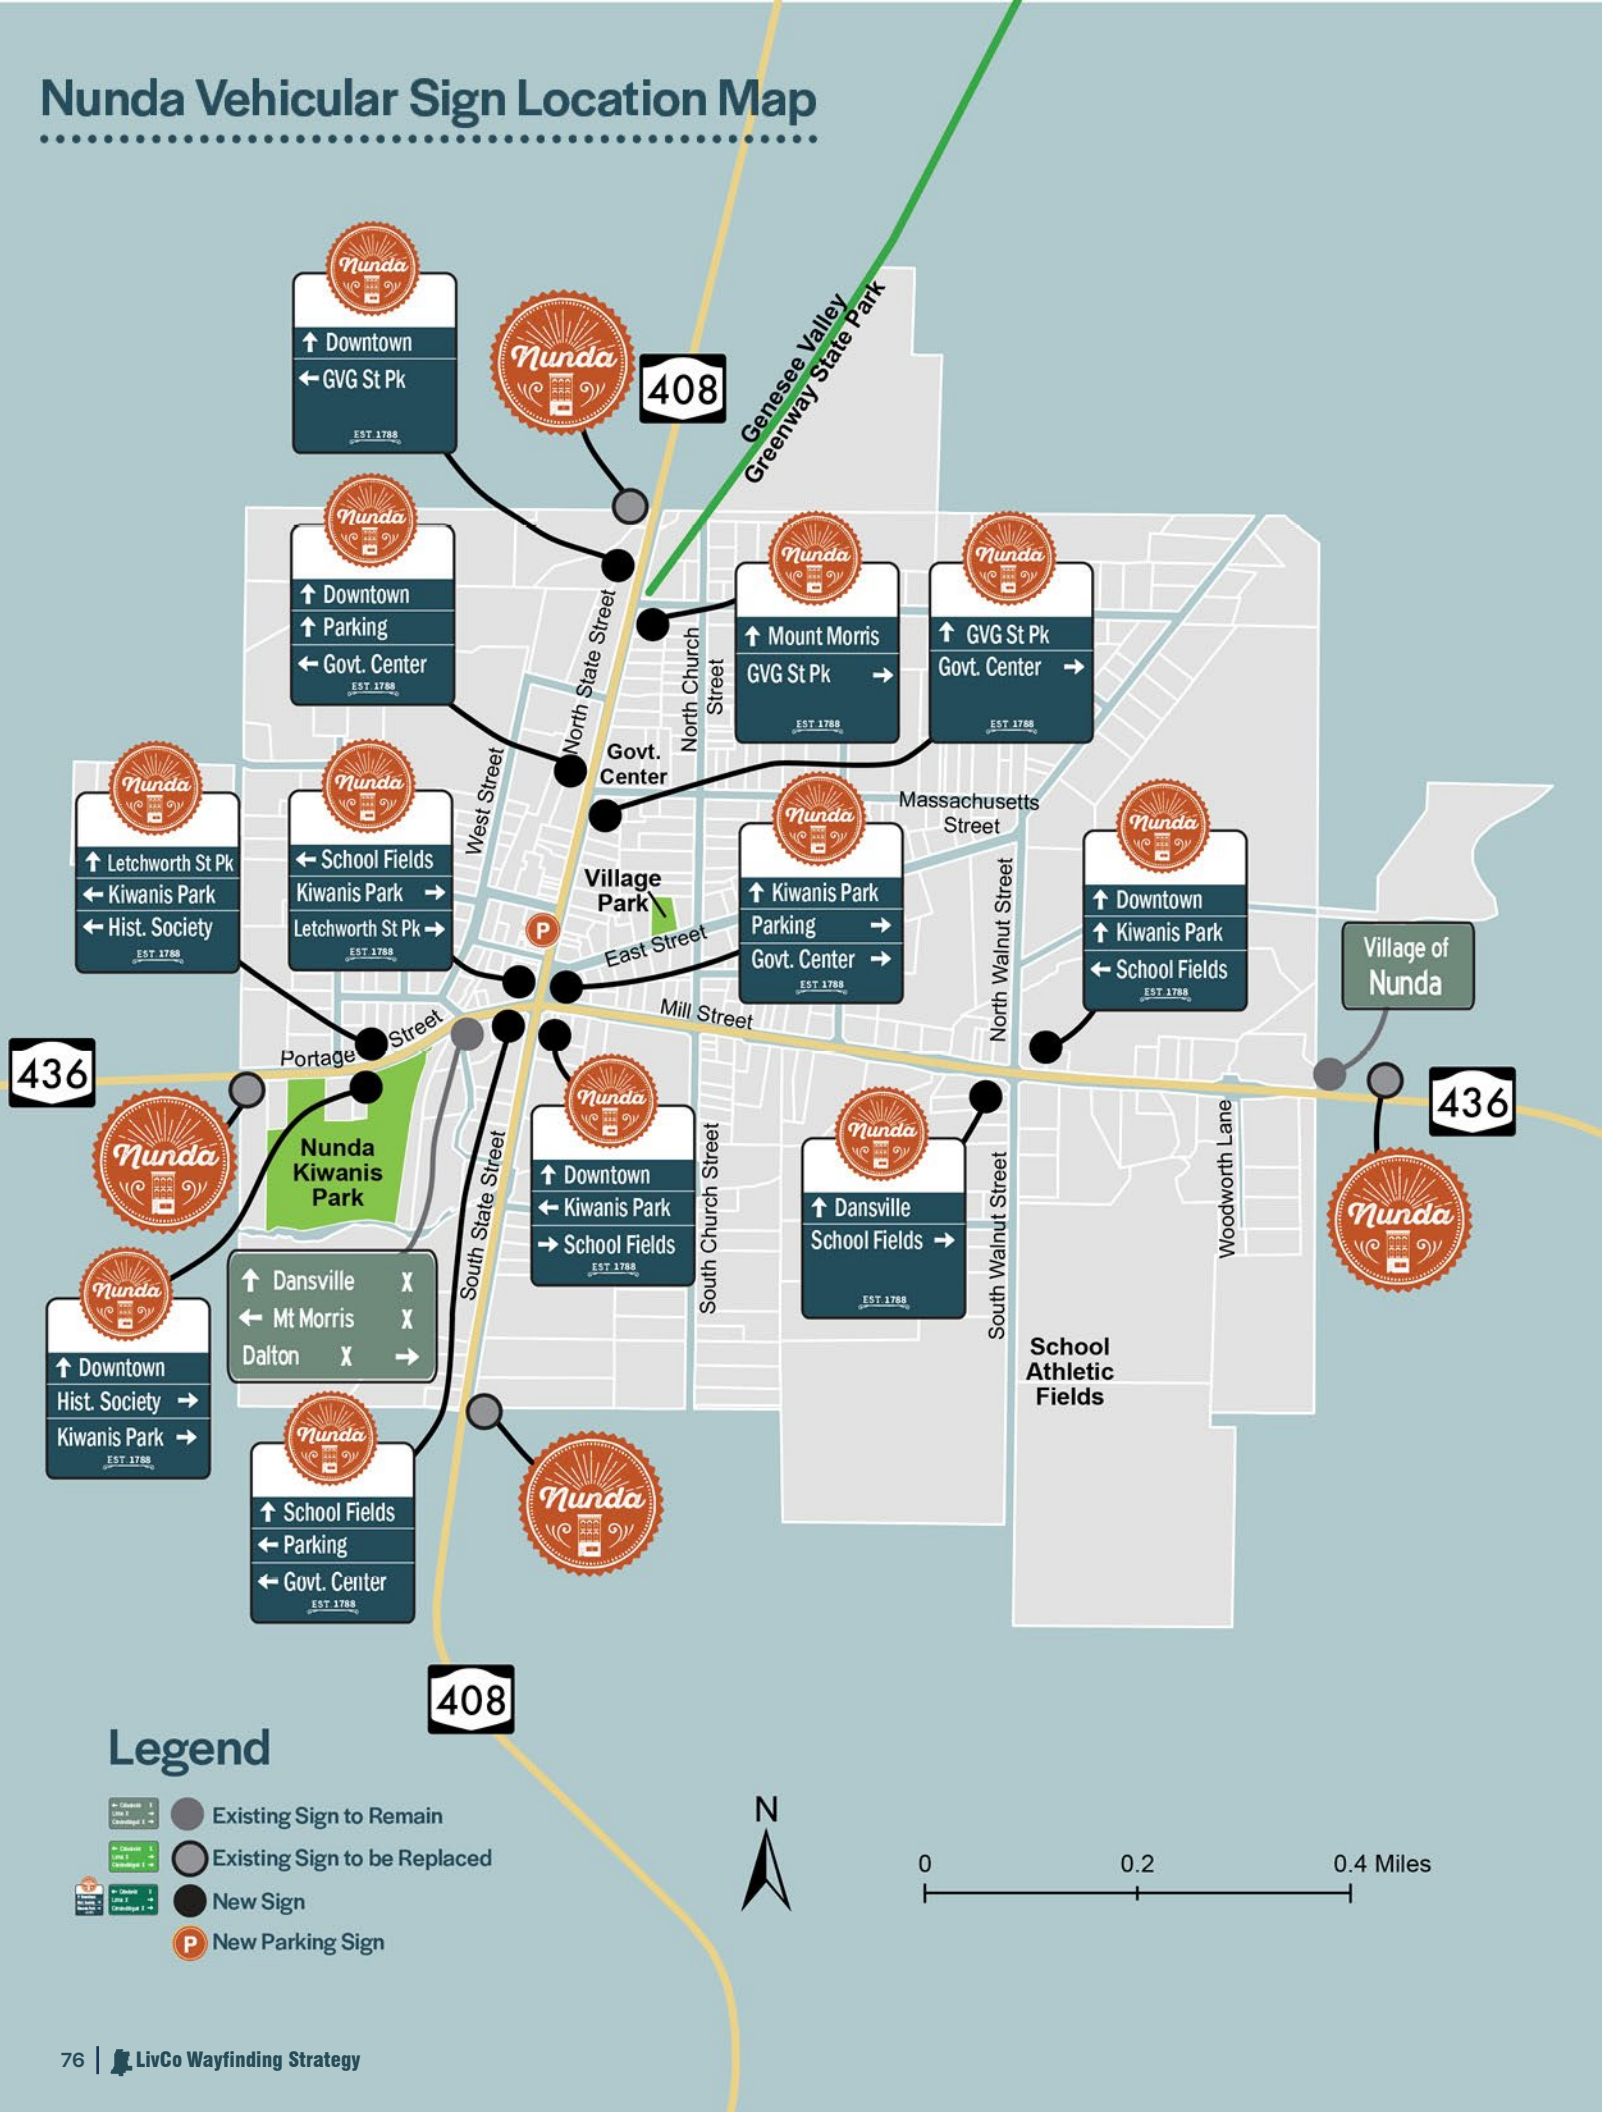 Nunda Vehicular Sign Location Map
Nunda
↑ Downtown
← GVG St Pk
EST. 1788
Nunda
408
Genesee Valley
Greenway State Park
Nunda
↑ Downtown
↑ Parking
← Govt. Center
EST. 1788
North State Street
North Church
Street
Nunda
↑ Mount Morris
GVG St Pk →
EST. 1788
Nunda
↑ GVG St Pk
Govt. Center →
EST. 1788
Govt.
Center
West Street
Nunda
↑ Letchworth St Pk
← Kiwanis Park
← Hist. Society
EST. 1788
Nunda
← School Fields
Kiwanis Park →
Letchworth St Pk →
EST. 1788
Massachusetts
Street
Village
Park
P
East Street
Nunda
↑ Kiwanis Park
Parking →
Govt. Center →
EST. 1788
North Walnut Street
Nunda
↑ Downtown
↑ Kiwanis Park
← School Fields
EST. 1788
Village of
Nunda
Mill Street
Portage Street
436
Nunda
Nunda
Kiwanis
Park
South State Street
Nunda
↑ Downtown
← Kiwanis Park
→ School Fields
EST. 1788
South Church Street
Nunda
↑ Dansville
School Fields →
EST. 1788
South Walnut Street
Woodworth Lane
436
Nunda
Nunda
↑ Downtown
Hist. Society →
Kiwanis Park →
EST. 1788
↑ Dansville X
← Mt Morris X
Dalton X →
School
Athletic
Fields
Nunda
↑ School Fields
← Parking
← Govt. Center
EST. 1788
Nunda
408
Legend
Existing Sign to Remain
Existing Sign to be Replaced
New Sign
P New Parking Sign
N
0 0.2 0.4 Miles
76 | LivCo Wayfinding Strategy